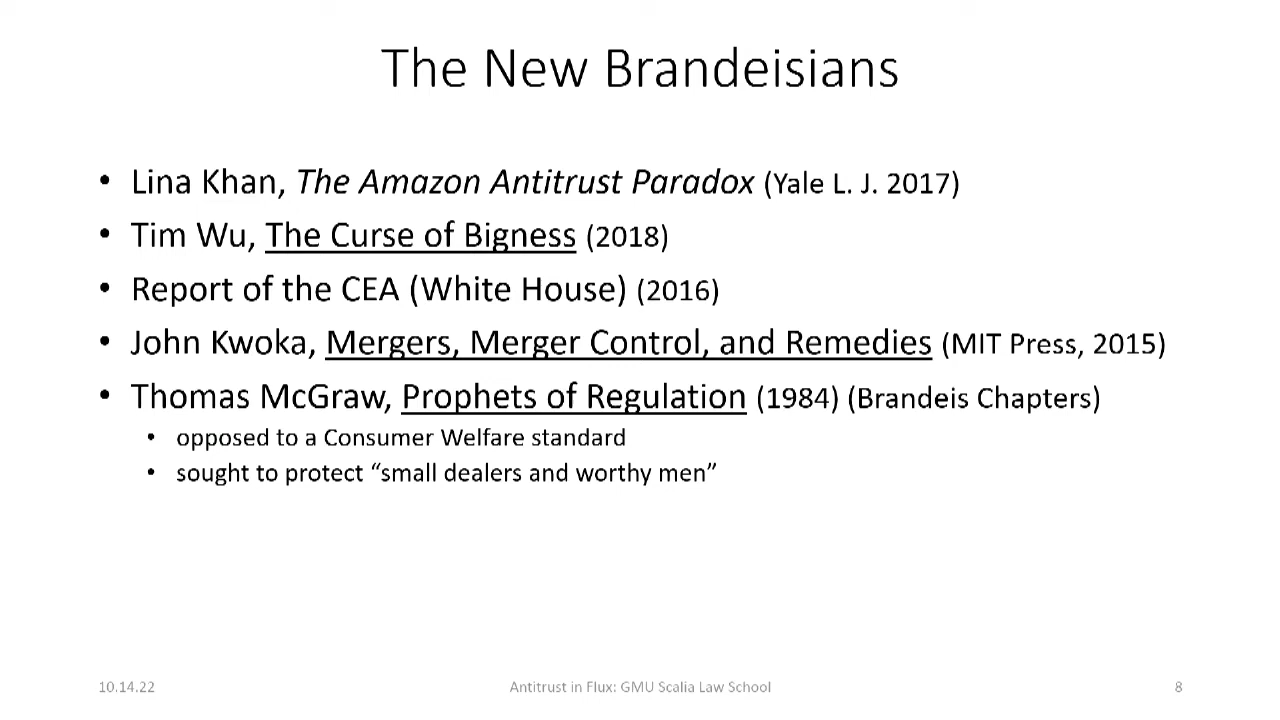 The New Brandeisians
• Lina Khan, The Amazon Antitrust Paradox (Yale L. J. 2017)
• Tim Wu, The Curse of Bigness (2018)
• Report of the CEA (White House) (2016)
• John Kwoka, Mergers, Merger Control, and Remedies (MIT Press, 2015)
• Thomas McGraw, Prophets of Regulation (1984) (Brandeis Chapters)
• opposed to a Consumer Welfare standard
• sought to protect “small dealers and worthy men”
10.14.22 Antitrust in Flux: GMU Scalia Law School 8